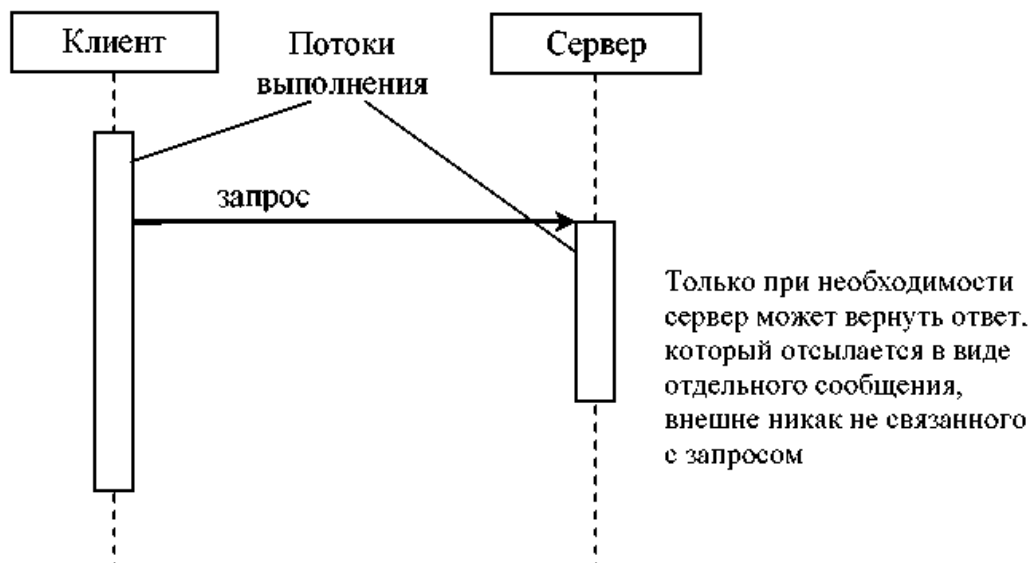 Клиент
Потоки
выполнения
Сервер
запрос
Только при необходимости
сервер может вернуть ответ.
который отсылается в виде
отдельного сообщения,
внешне никак не связанного
с запросом